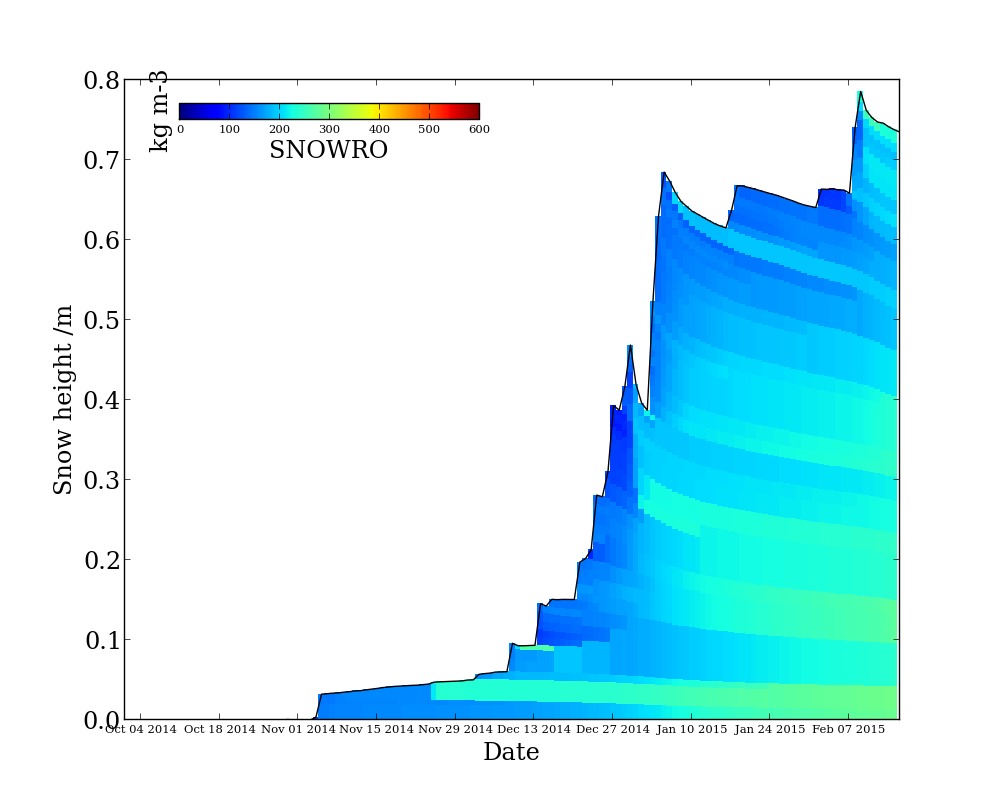 0.8
kg m-3
0 100 200 300 400 500 600
SNOWRO
0.7
0.6
0.5
Snow height /m
0.4
0.3
0.2
0.1
0.0
Oct 04 2014 Oct 18 2014 Nov 01 2014 Nov 15 2014 Nov 29 2014 Dec 13 2014 Dec 27 2014 Jan 10 2015 Jan 24 2015 Feb 07 2015
Date